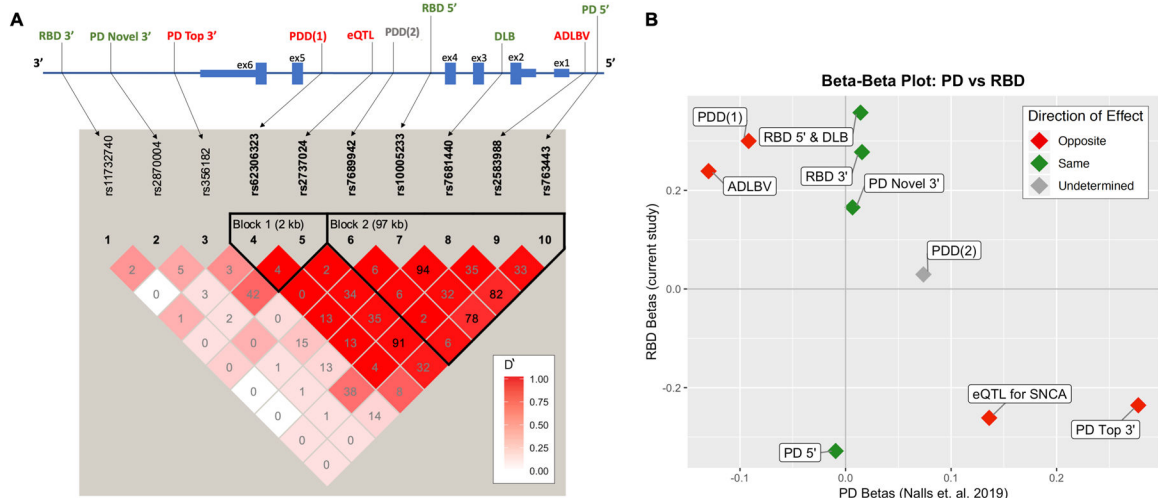 A
RBD 3'
PD Novel 3'
PD Top 3'
PDD(1)
eQTL
PDD(2)
RBD 5'
DLB
ADLBV
PD 5'
3'
ex6
ex5
ex4
ex3
ex2
ex1
5'
rs11732740
rs2870004
rs356182
rs62306323
rs2737024
rs7689942
rs10005233
rs7681440
rs2583988
rs763443
Block 1 (2 kb)
Block 2 (97 kb)
1 2 3 4 5 6 7 8 9 10
2 5 3 4 2 6 94 35 33
0 3 42 0 34 6 32 82
1 2 0 13 35 2 78
0 0 15 13 91 6
0 1 13 4 32
0 1 38 8
0 1 14
0 0
0
D'
1.00
0.75
0.50
0.25
0.00
B
Beta-Beta Plot: PD vs RBD
PDD(1)
RBD 5' & DLB
RBD 3'
PD Novel 3'
ADLBV
PDD(2)
eQTL for SNCA
PD Top 3'
PD 5'
Direction of Effect
Opposite
Same
Undetermined
RBD Betas (current study)
0.2
0.0
-0.2
-0.1
0.0
0.1
0.2
PD Betas (Nalls et. al. 2019)